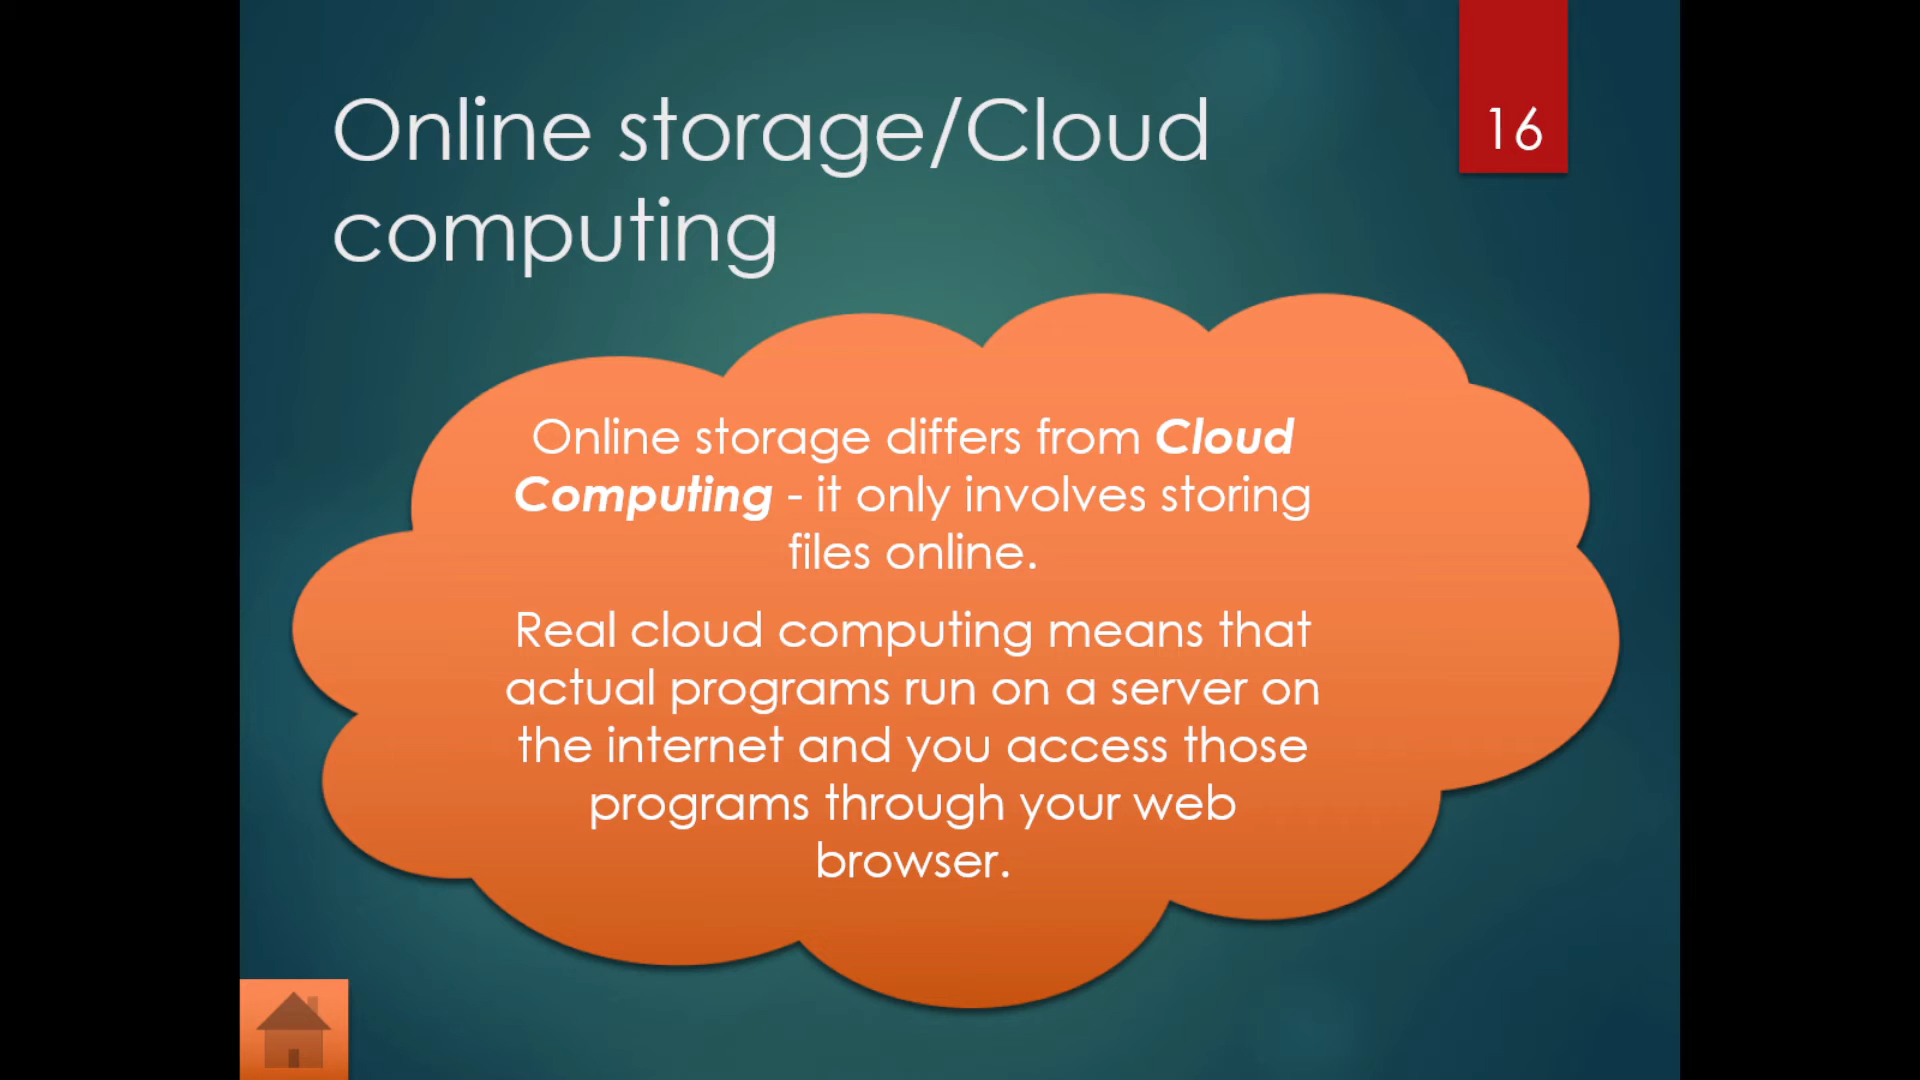 Online storage/Cloud
computing
16
Online storage differs from Cloud
Computing - it only involves storing
files online.
Real cloud computing means that
actual programs run on a server on
the internet and you access those
programs through your web
browser.